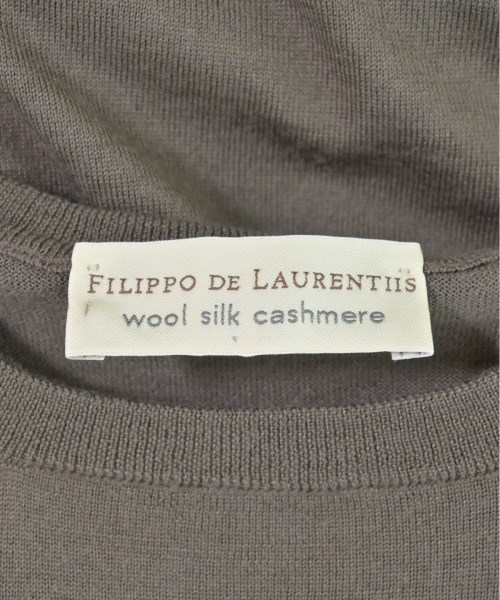 FILIPPO DE LAURENTIIS
wool silk cashmere